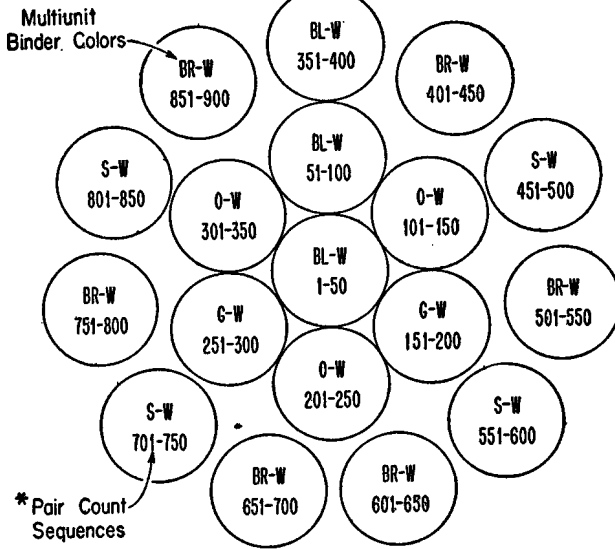 Multiunit
Binder Colors
BL-W
351-400
BR-W
851-900
BR-W
401-450
BL-W
51-100
S-W
801-850
S-W
451-500
O-W
301-350
O-W
101-150
BL-W
1-50
BR-W
751-800
BR-W
501-550
G-W
251-300
G-W
151-200
O-W
201-250
S-W
701-750
S-W
551-600
BR-W
651-700
BR-W
601-650
*Pair Count
Sequences